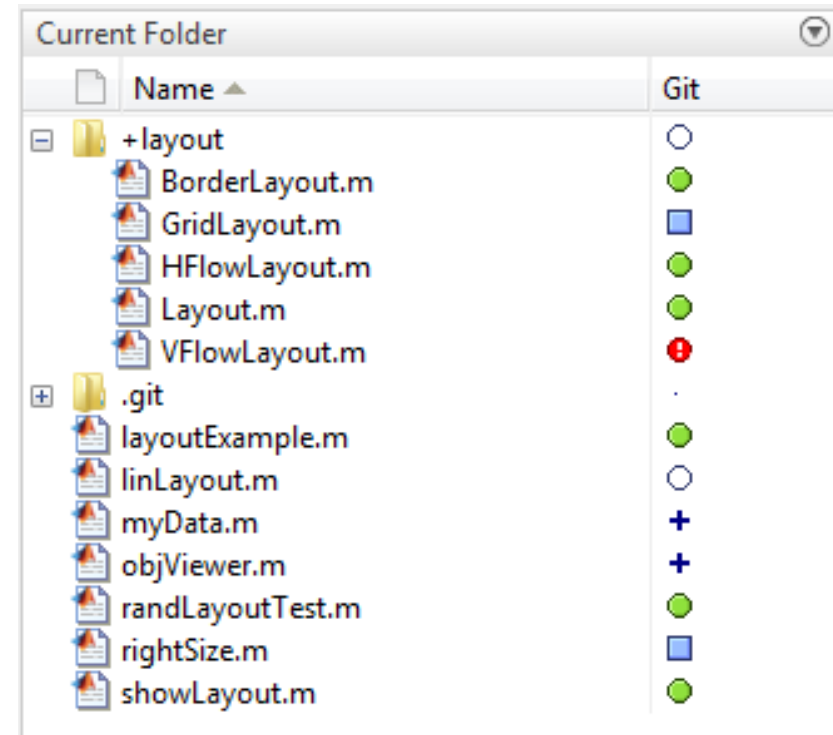 Current Folder
Name Git
+layout
BorderLayout.m
GridLayout.m
HFlowLayout.m
Layout.m
VFlowLayout.m
.git
layoutExample.m
linLayout.m
myData.m
objViewer.m
randLayoutTest.m
rightSize.m
showLayout.m